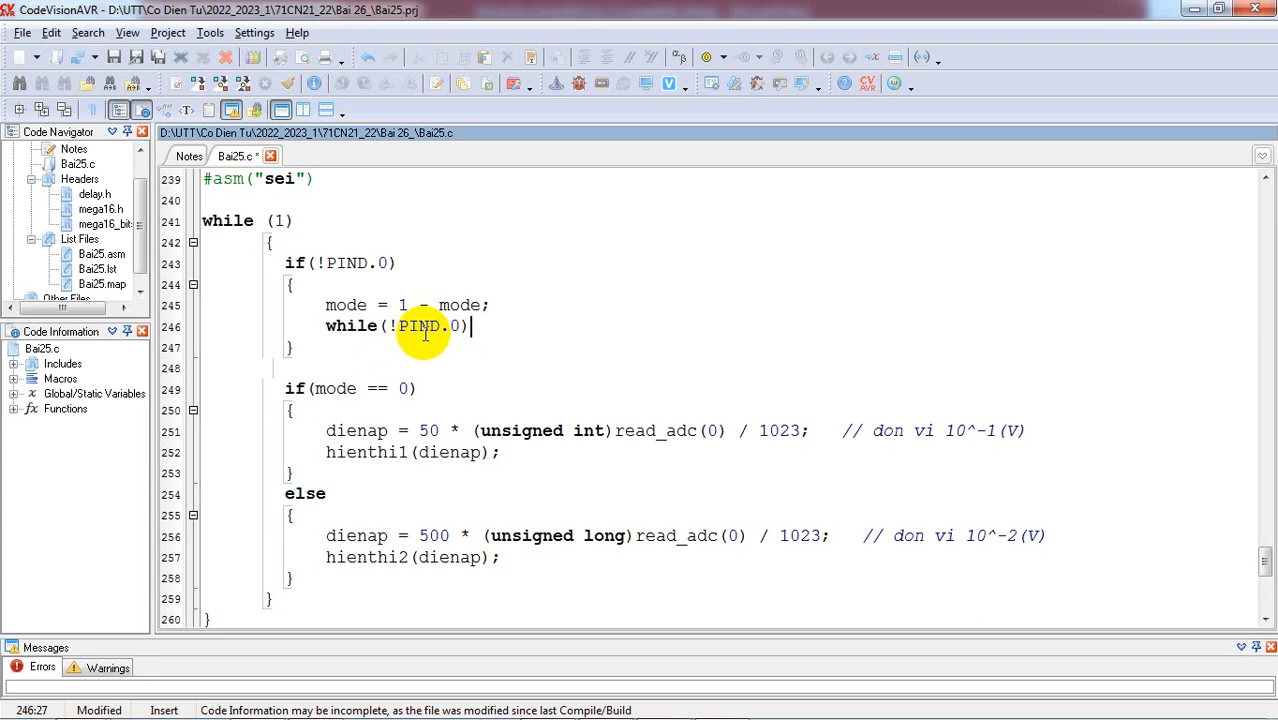 CodeVisionAVR - D:\UTT\Co Dien Tu\2022_2023_1\71CN21_22\Bai 26_\Bai25.prj
File Edit Search View Project Tools Settings Help
Code Navigator
Notes
Bai25.c
Headers
delay.h
mega16.h
mega16_bit
List Files
Bai25.asm
Bai25.lst
Bai25.map
Other Files
Code Information
Bai25.c
Includes
Macros
Global/Static Variables
Functions
D:\UTT\Co Dien Tu\2022_2023_1\71CN21_22\Bai 26_\Bai25.c
Notes Bai25.c *
239 #asm("sei")
240
241 while (1)
242 {
243 if(!PIND.0)
244 {
245 mode = 1 - mode;
246 while(!PIND.0)
247 }
248
249 if(mode == 0)
250 {
251 dienap = 50 * (unsigned int)read_adc(0) / 1023; // don vi 10^-1(V)
252 hienthi1(dienap);
253 }
254 else
255 {
256 dienap = 500 * (unsigned long)read_adc(0) / 1023; // don vi 10^-2(V)
257 hienthi2(dienap);
258 }
259 }
260 }
Messages
Errors Warnings
246:27 Modified Insert Code Information may be incomplete, as the file was modified since last Compile/Build